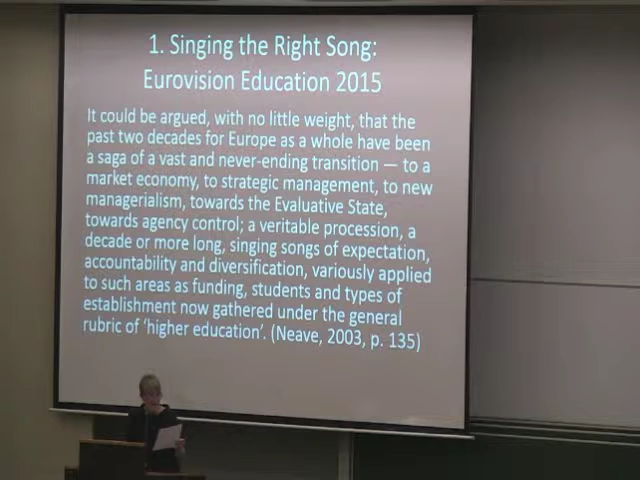 1. Singing the Right Song:
Eurovision Education 2015
It could be argued, with no little weight, that the
past two decades for Europe as a whole have been
a saga of a vast and never-ending transition — to a
market economy, to strategic management, to new
managerialism, towards the Evaluative State,
towards agency control; a veritable procession, a
decade or more long, singing songs of expectation,
accountability and diversification, variously applied
to such areas as funding, students and types of
establishment now gathered under the general
rubric of ‘higher education’. (Neave, 2003, p. 135)